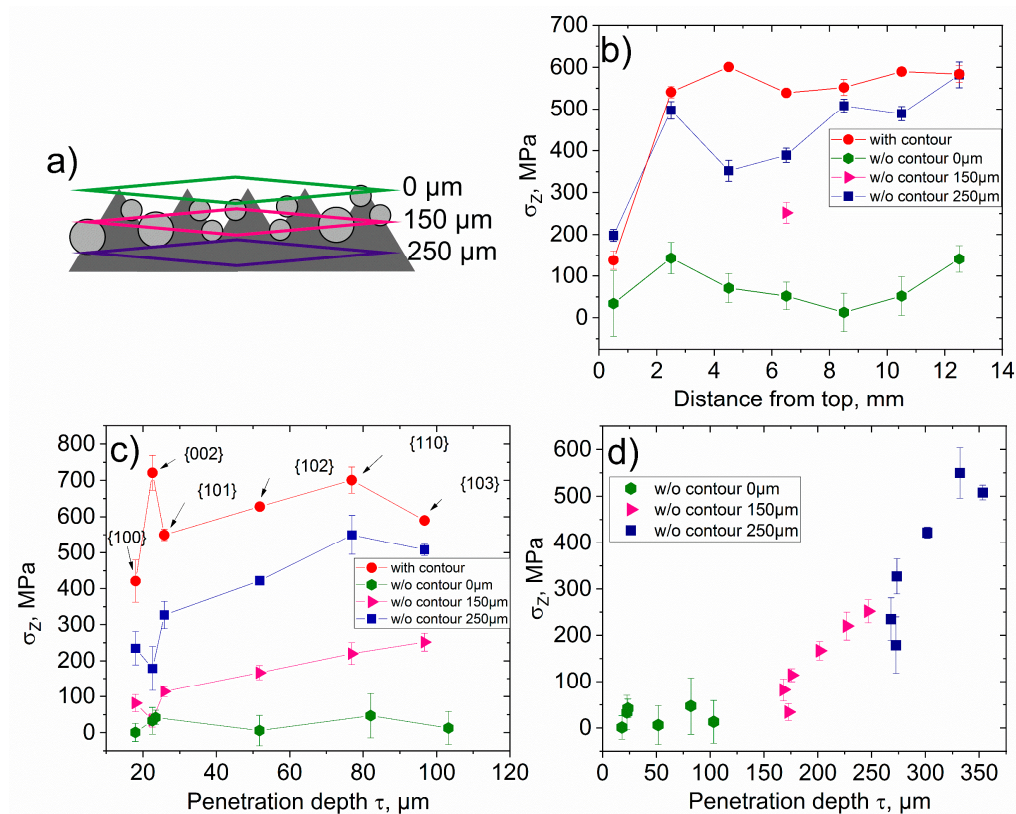 a)
0 µm
150 µm
250 µm
b)
700
600
500
400
300
200
100
0
σZ, MPa
with contour
w/o contour 0µm
w/o contour 150µm
w/o contour 250µm
0 2 4 6 8 10 12 14
Distance from top, mm
c)
800
700
600
500
400
300
200
100
0
σZ, MPa
{100}
{002}
{101}
{102}
{110}
{103}
with contour
w/o contour 0µm
w/o contour 150µm
w/o contour 250µm
20 40 60 80 100 120
Penetration depth τ, µm
d)
600
500
400
300
200
100
0
σZ, MPa
w/o contour 0µm
w/o contour 150µm
w/o contour 250µm
0 50 100 150 200 250 300 350
Penetration depth τ, µm